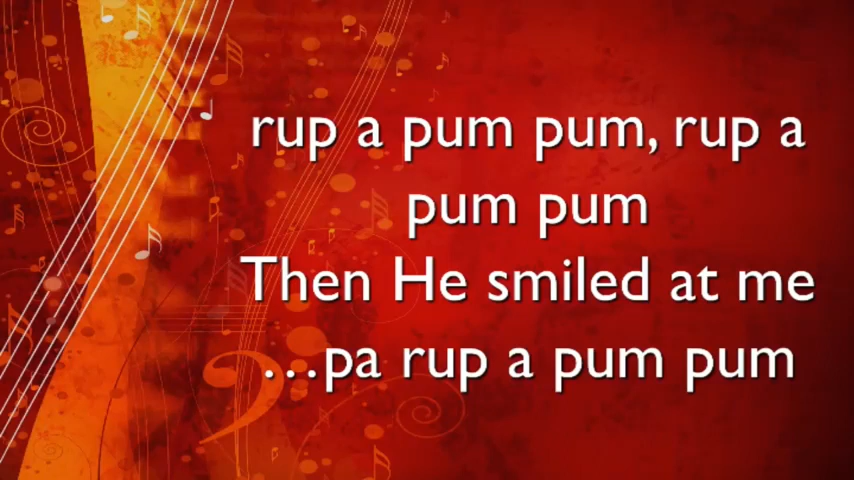 rup a pum pum, rup a
pum pum
Then He smiled at me
…pa rup a pum pum